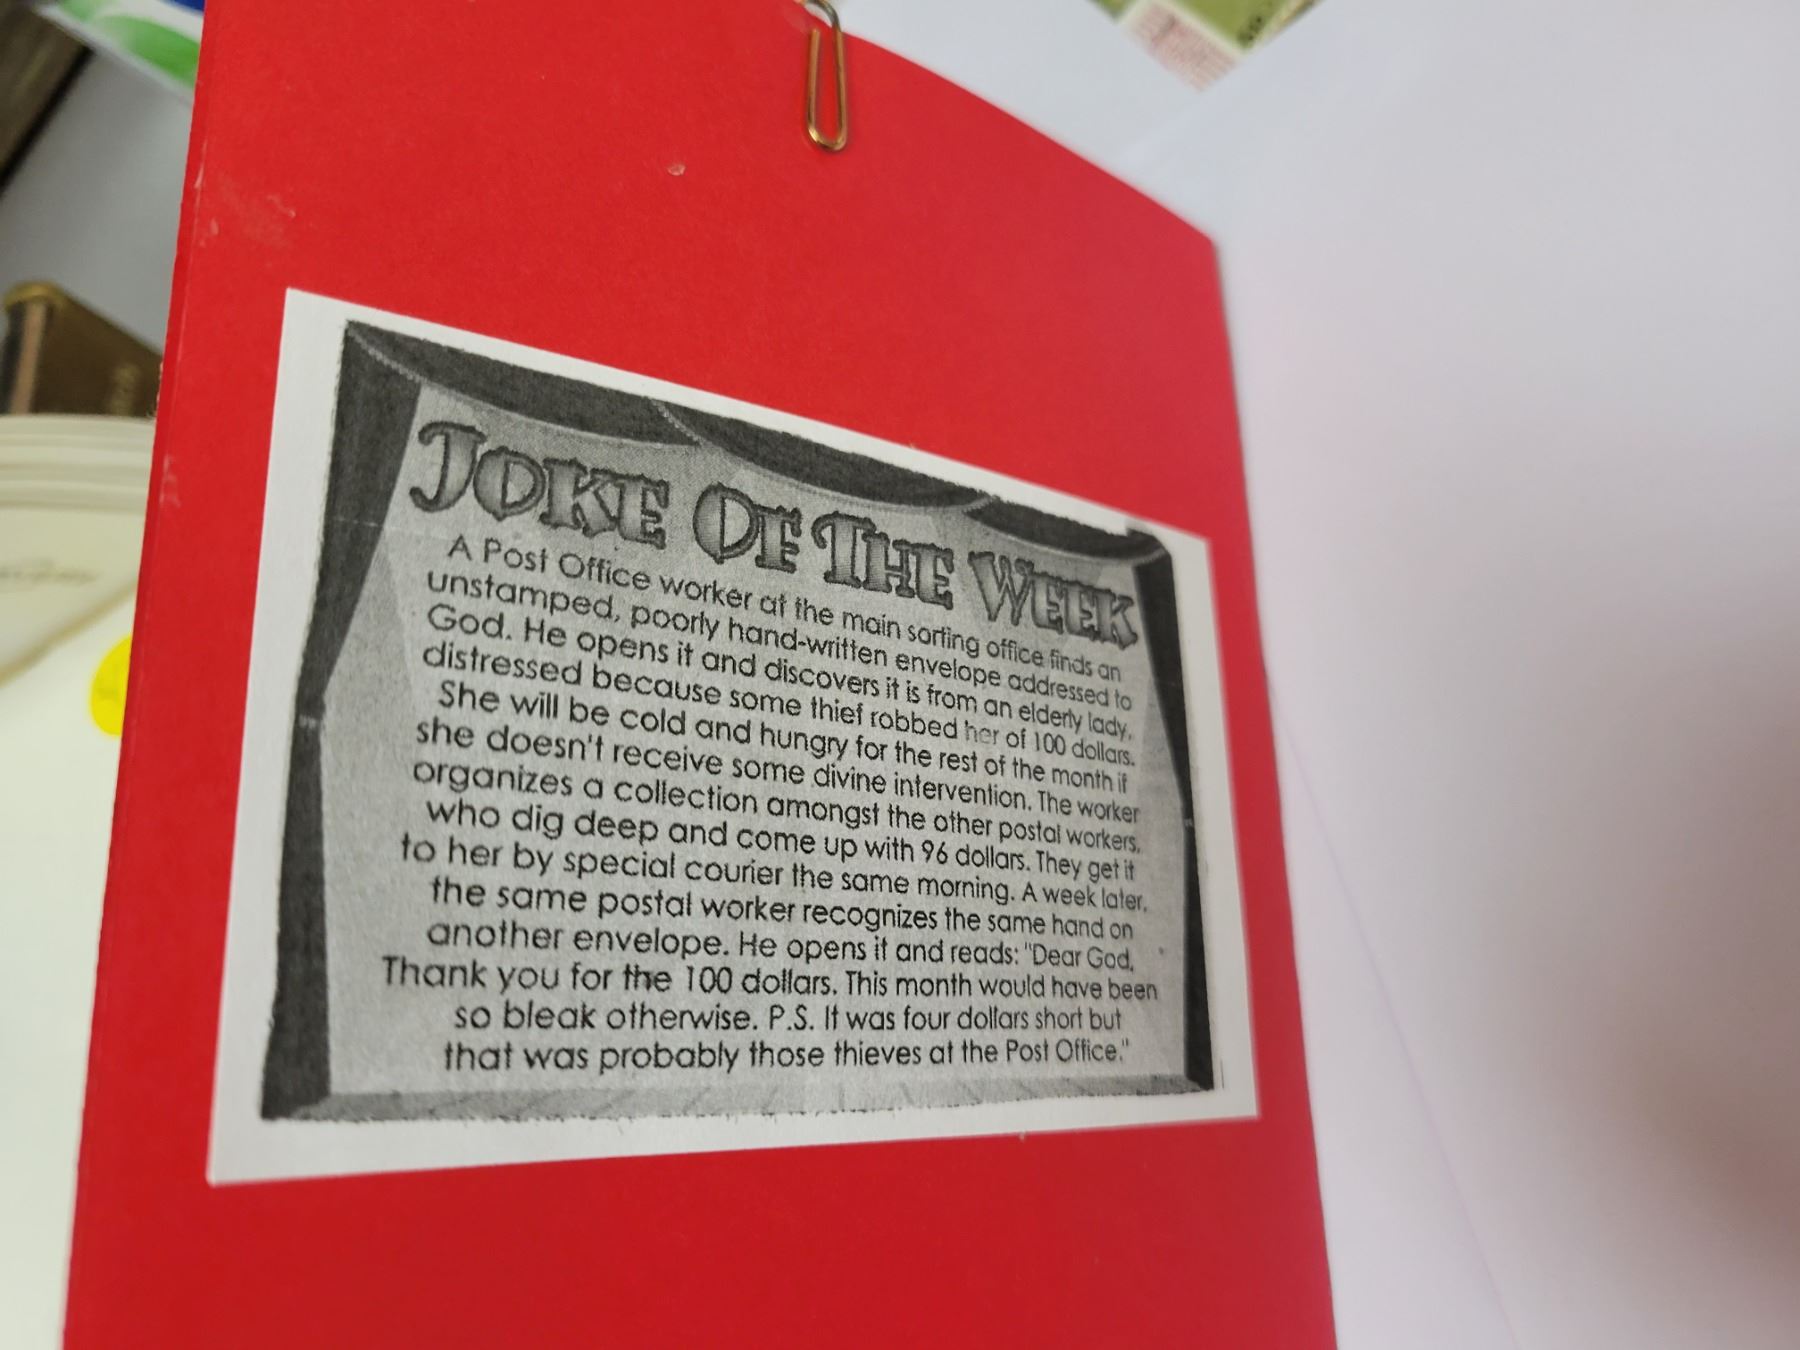 JOKE OF THE WEEK
A Post Office worker at the main sorting office finds an
unstamped, poorly hand-written envelope addressed to
God. He opens it and discovers it is from an elderly lady,
distressed because some thief robbed her of 100 dollars.
She will be cold and hungry for the rest of the month if
she doesn't receive some divine intervention. The worker
organizes a collection amongst the other postal workers,
who dig deep and come up with 96 dollars. They get it
to her by special courier the same morning. A week later,
the same postal worker recognizes the same hand on
another envelope. He opens it and reads: "Dear God,
Thank you for the 100 dollars. This month would have been
so bleak otherwise. P.S. It was four dollars short but
that was probably those thieves at the Post Office."